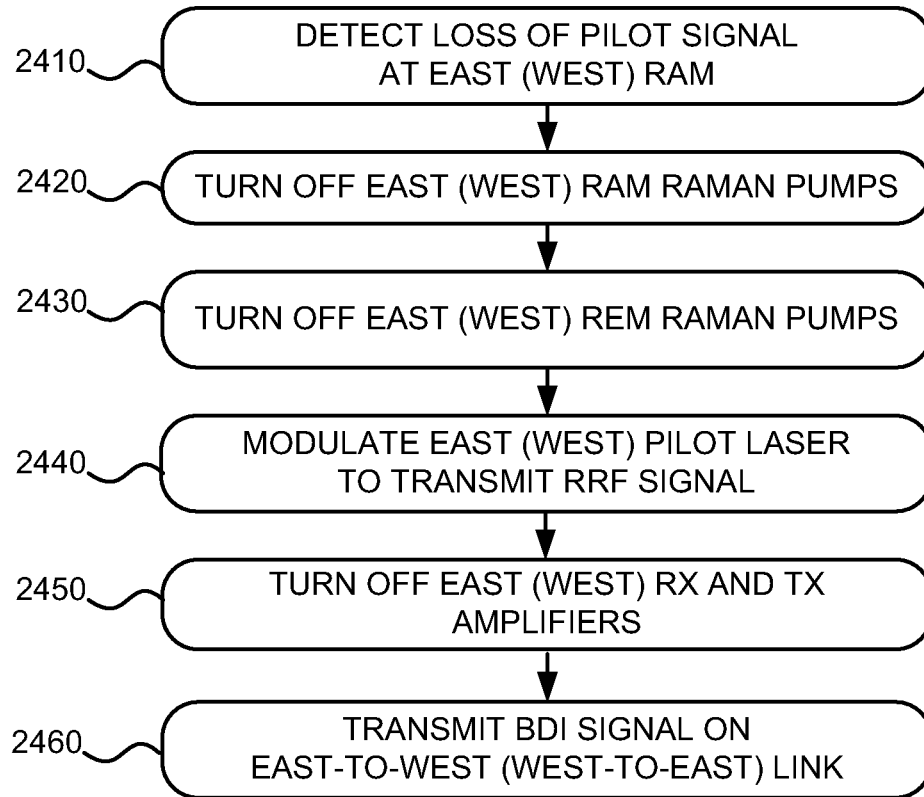 2410
DETECT LOSS OF PILOT SIGNAL
AT EAST (WEST) RAM
2420
TURN OFF EAST (WEST) RAM RAMAN PUMPS
2430
TURN OFF EAST (WEST) REM RAMAN PUMPS
2440
MODULATE EAST (WEST) PILOT LASER
TO TRANSMIT RRF SIGNAL
2450
TURN OFF EAST (WEST) RX AND TX
AMPLIFIERS
2460
TRANSMIT BDI SIGNAL ON
EAST-TO-WEST (WEST-TO-EAST) LINK